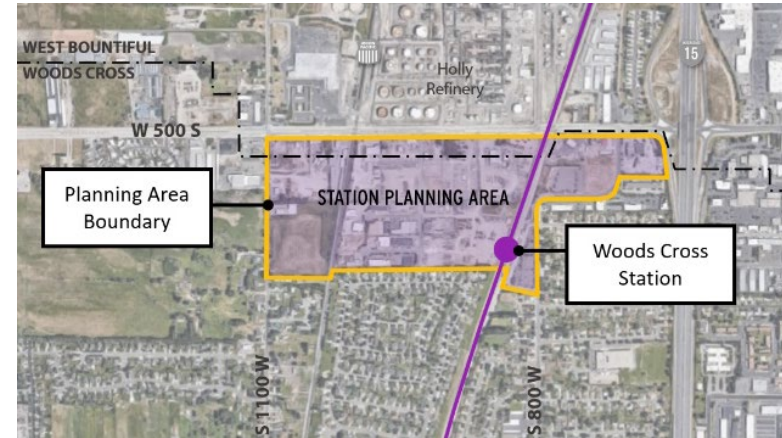 WEST BOUNTIFUL
WOODS CROSS
Holly
Refinery
15
W 500 S
Planning Area
Boundary
STATION PLANNING AREA
Woods Cross
Station
S 1100 W
S 800 W